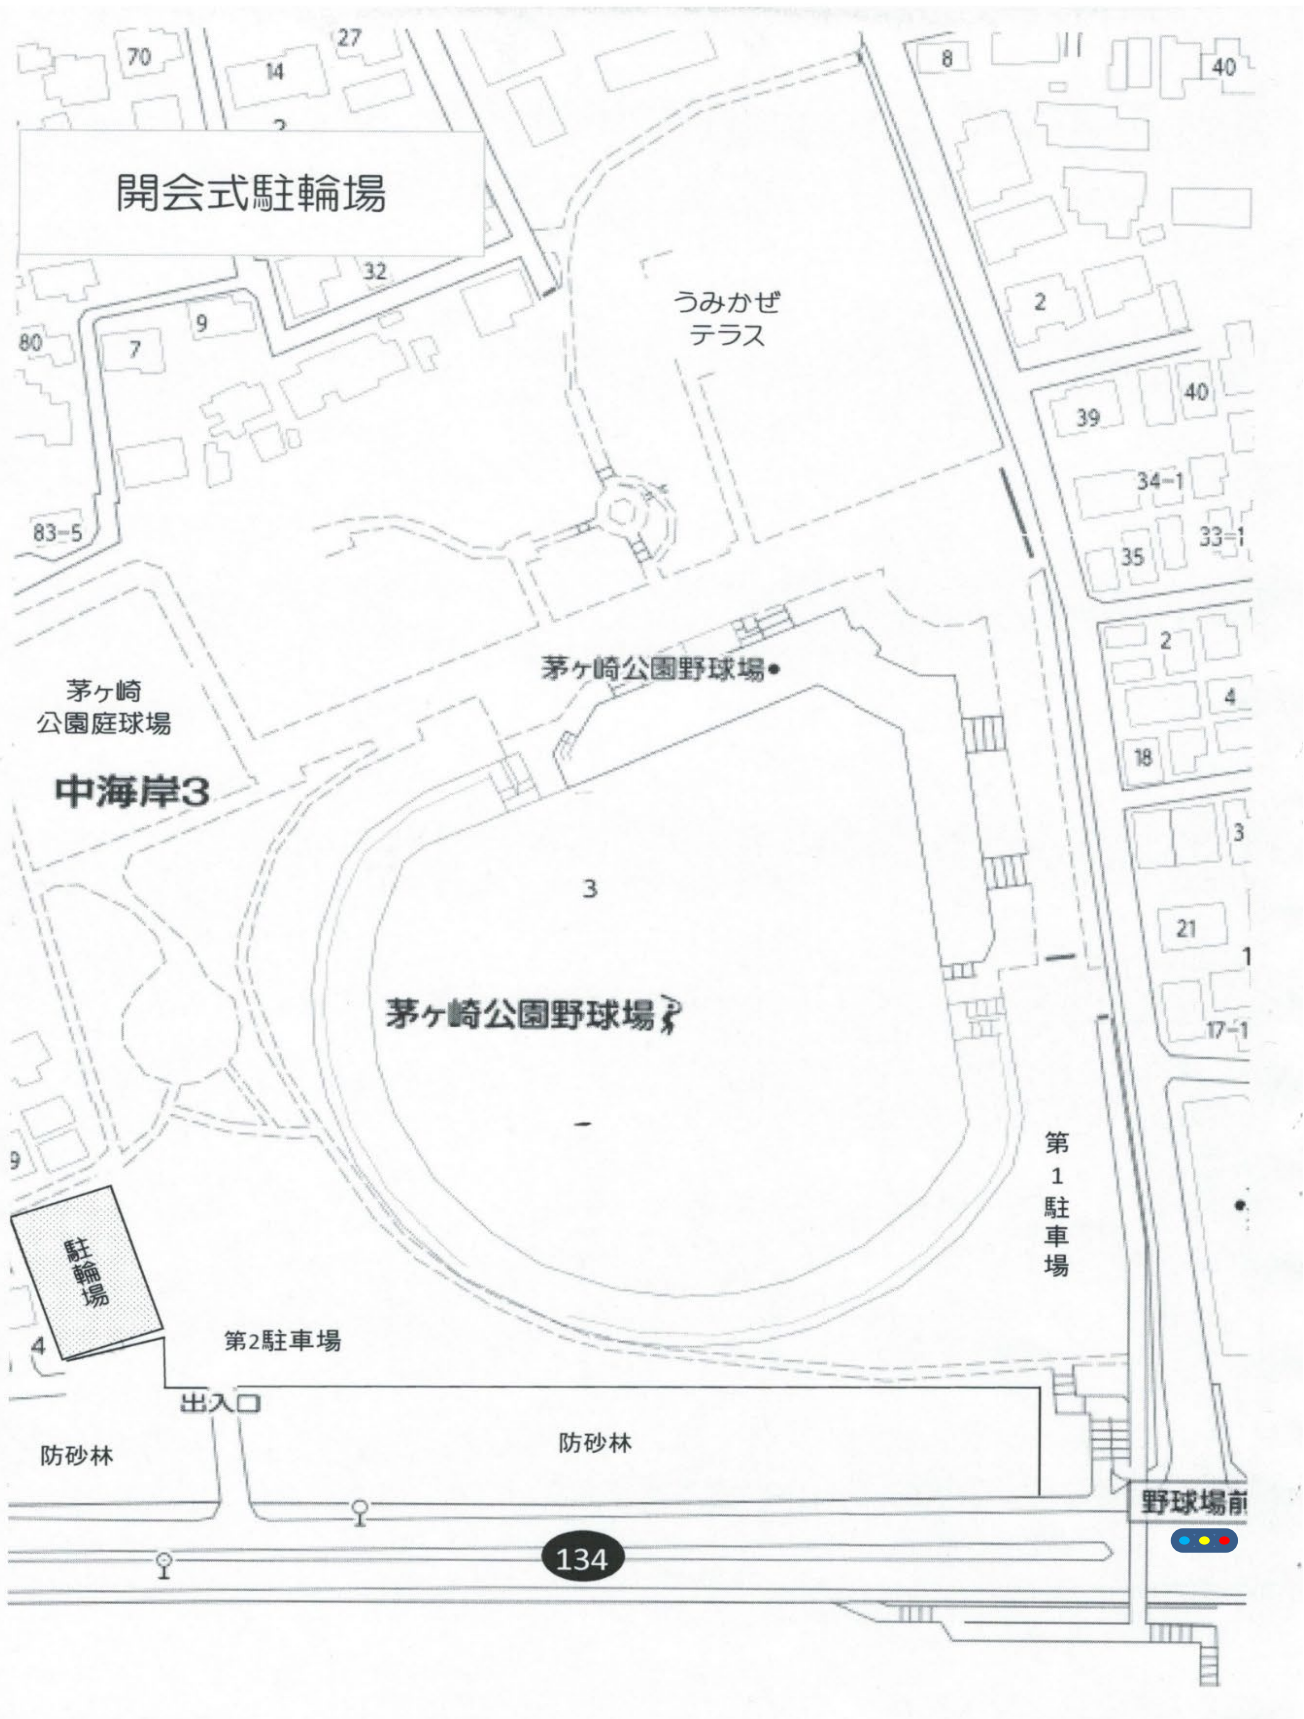 70
14
27
8
40
開会式駐輪場
32
うみかぜ
テラス
2
9
7
80
40
39
34-1
83-5
33-1
35
2
茅ヶ崎公園野球場
茅ヶ崎
公園庭球場
4
18
中海岸3
3
3
21
1
茅ヶ崎公園野球場
17-1
第1駐車場
9
駐輪場
4
第2駐車場
出入口
防砂林
防砂林
野球場前
134